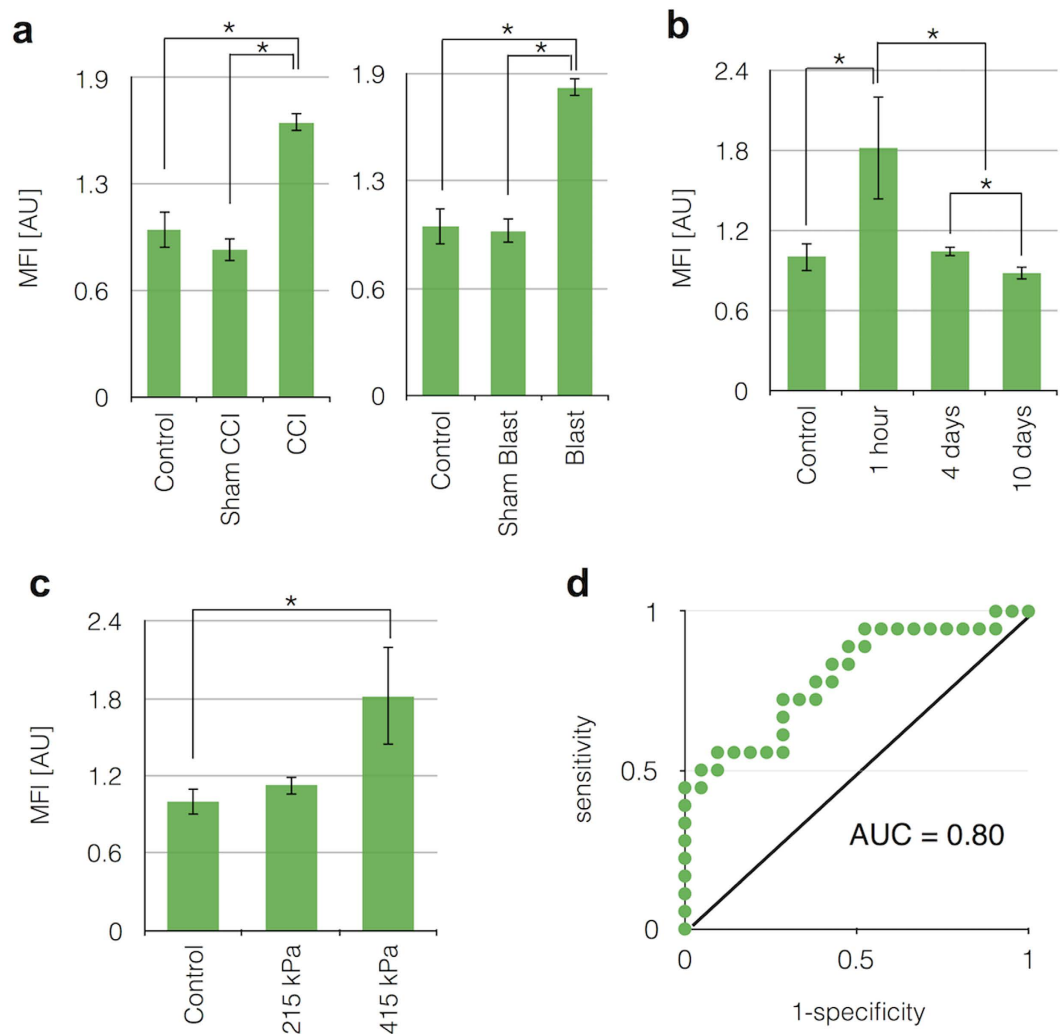 a
*
*
1.9
1.3
0.6
0
MFI [AU]
Control
Sham CCI
CCI
*
*
1.9
1.3
0.6
0
Control
Sham Blast
Blast
b
*
*
*
2.4
1.8
1.2
0.6
0
MFI [AU]
Control
1 hour
4 days
10 days
c
*
2.4
1.8
1.2
0.6
0
MFI [AU]
Control
215 kPa
415 kPa
d
1
0.5
0
sensitivity
AUC = 0.80
0
0.5
1
1-specificity